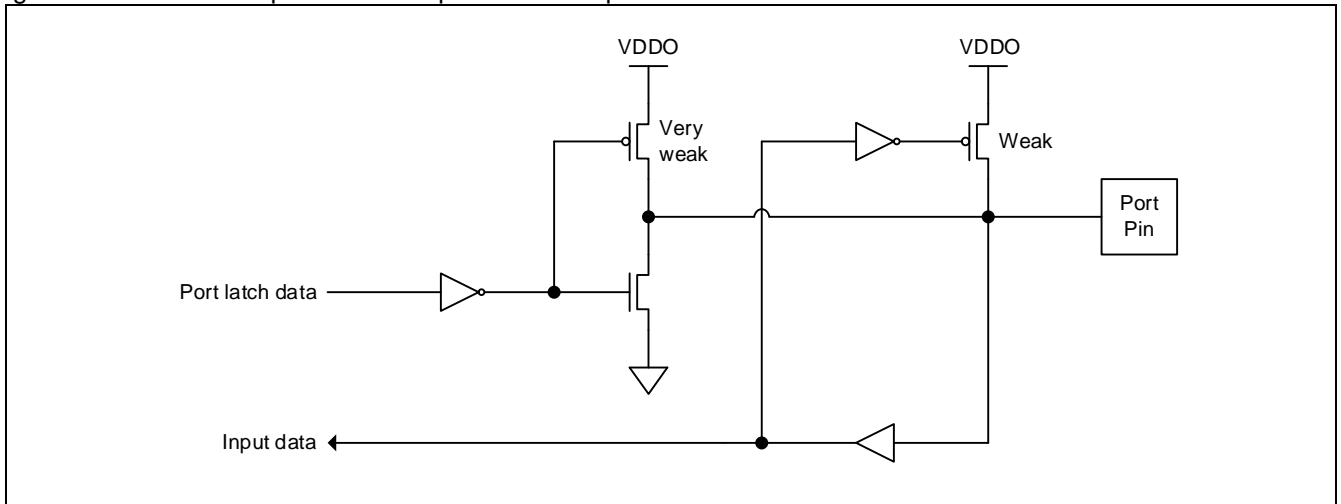 VDDO
VDDO
Very
weak
Weak
Port
Pin
Port latch data
Input data